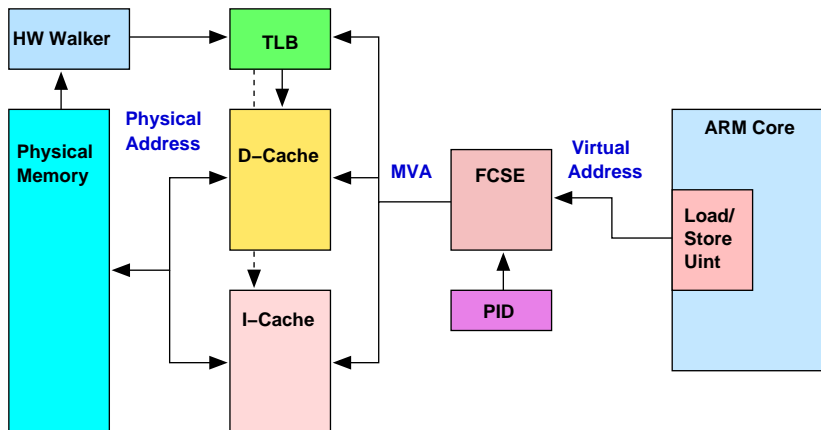 HW Walker
TLB
Physical
Memory
Physical
Address
D–Cache
I–Cache
MVA
FCSE
PID
Virtual
Address
ARM Core
Load/
Store
Uint